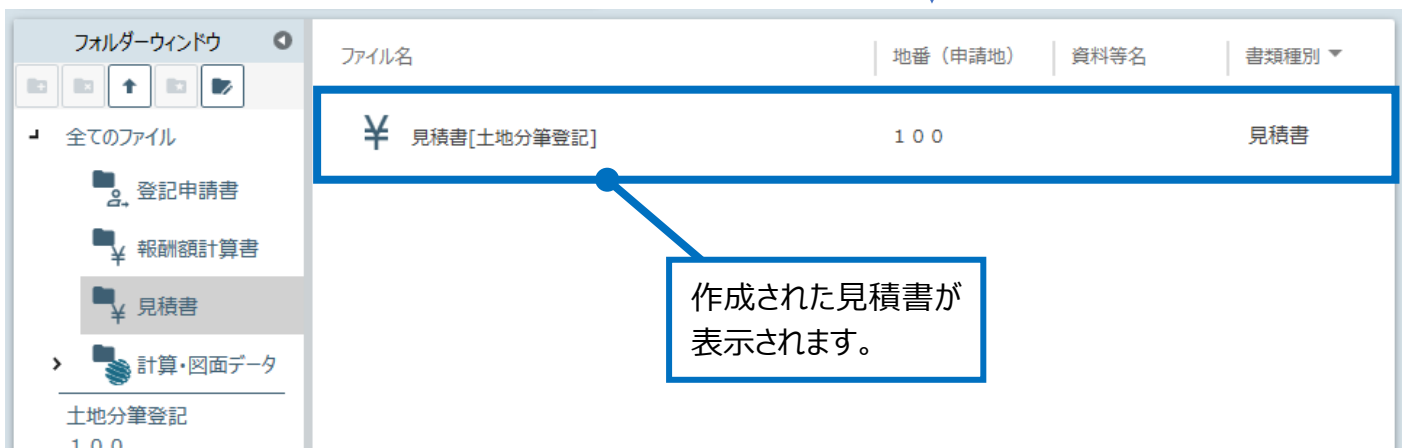 フォルダーウィンドウ
ファイル名 地番（申請地） 資料等名 書類種別
全てのファイル
登記申請書
報酬額計算書
見積書
計算・図面データ
土地分筆登記
１００
見積書[土地分筆登記] １００ 見積書
作成された見積書が
表示されます。